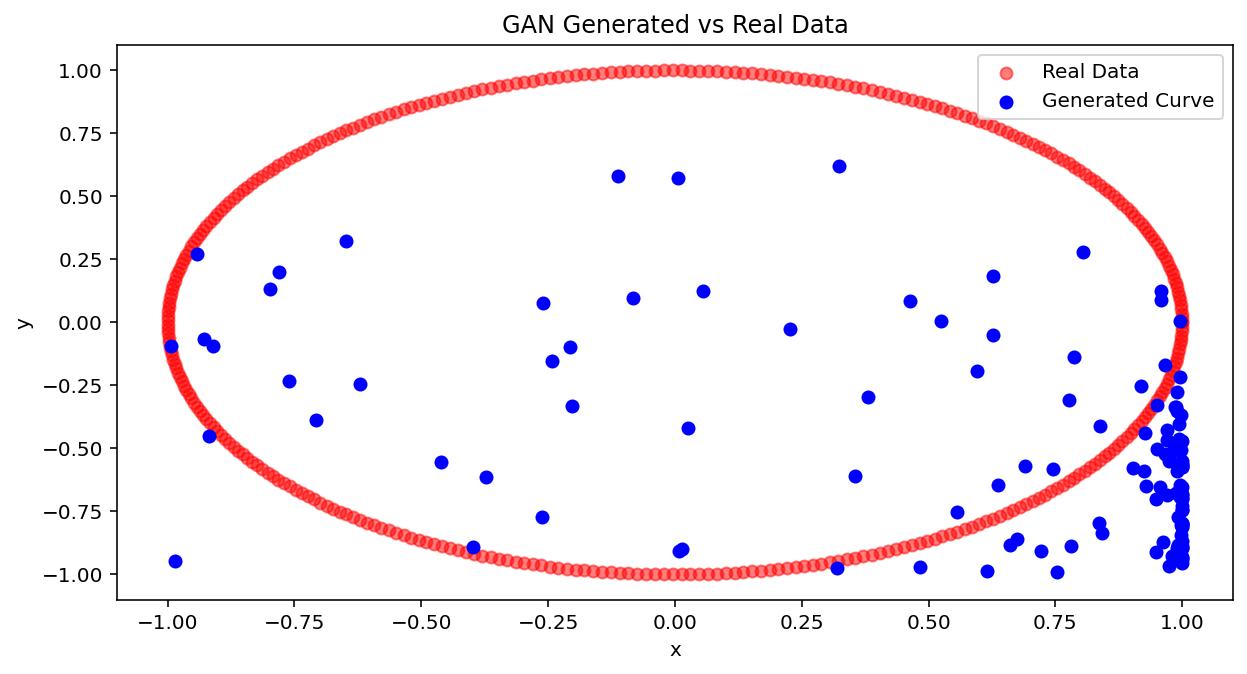 GAN Generated vs Real Data
Real Data
Generated Curve
1.00
0.75
0.50
0.25
0.00
−0.25
−0.50
−0.75
−1.00
y
−1.00 −0.75 −0.50 −0.25 0.00 0.25 0.50 0.75 1.00
x